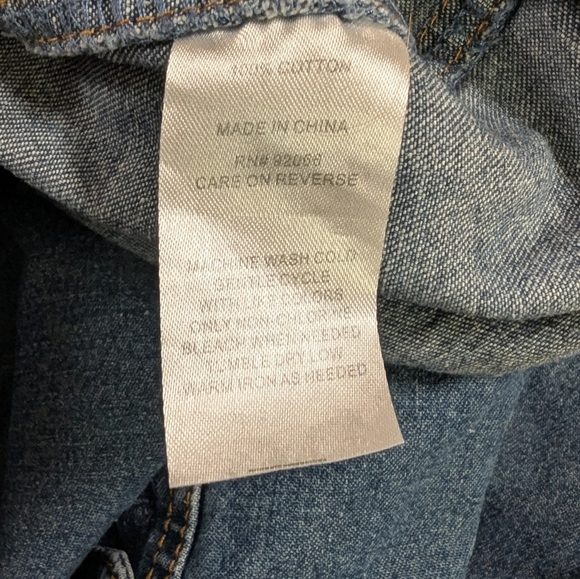 100% COTTON
MADE IN CHINA
RN# 92066
CARE ON REVERSE
MACHINE WASH COLD
GENTLE CYCLE
WITH LIKE COLORS
ONLY NON-CHLORINE
BLEACH WHEN NEEDED
TUMBLE DRY LOW
WARM IRON AS NEEDED